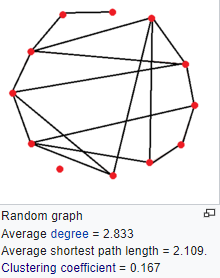 Random graph
Average degree = 2.833
Average shortest path length = 2.109.
Clustering coefficient = 0.167